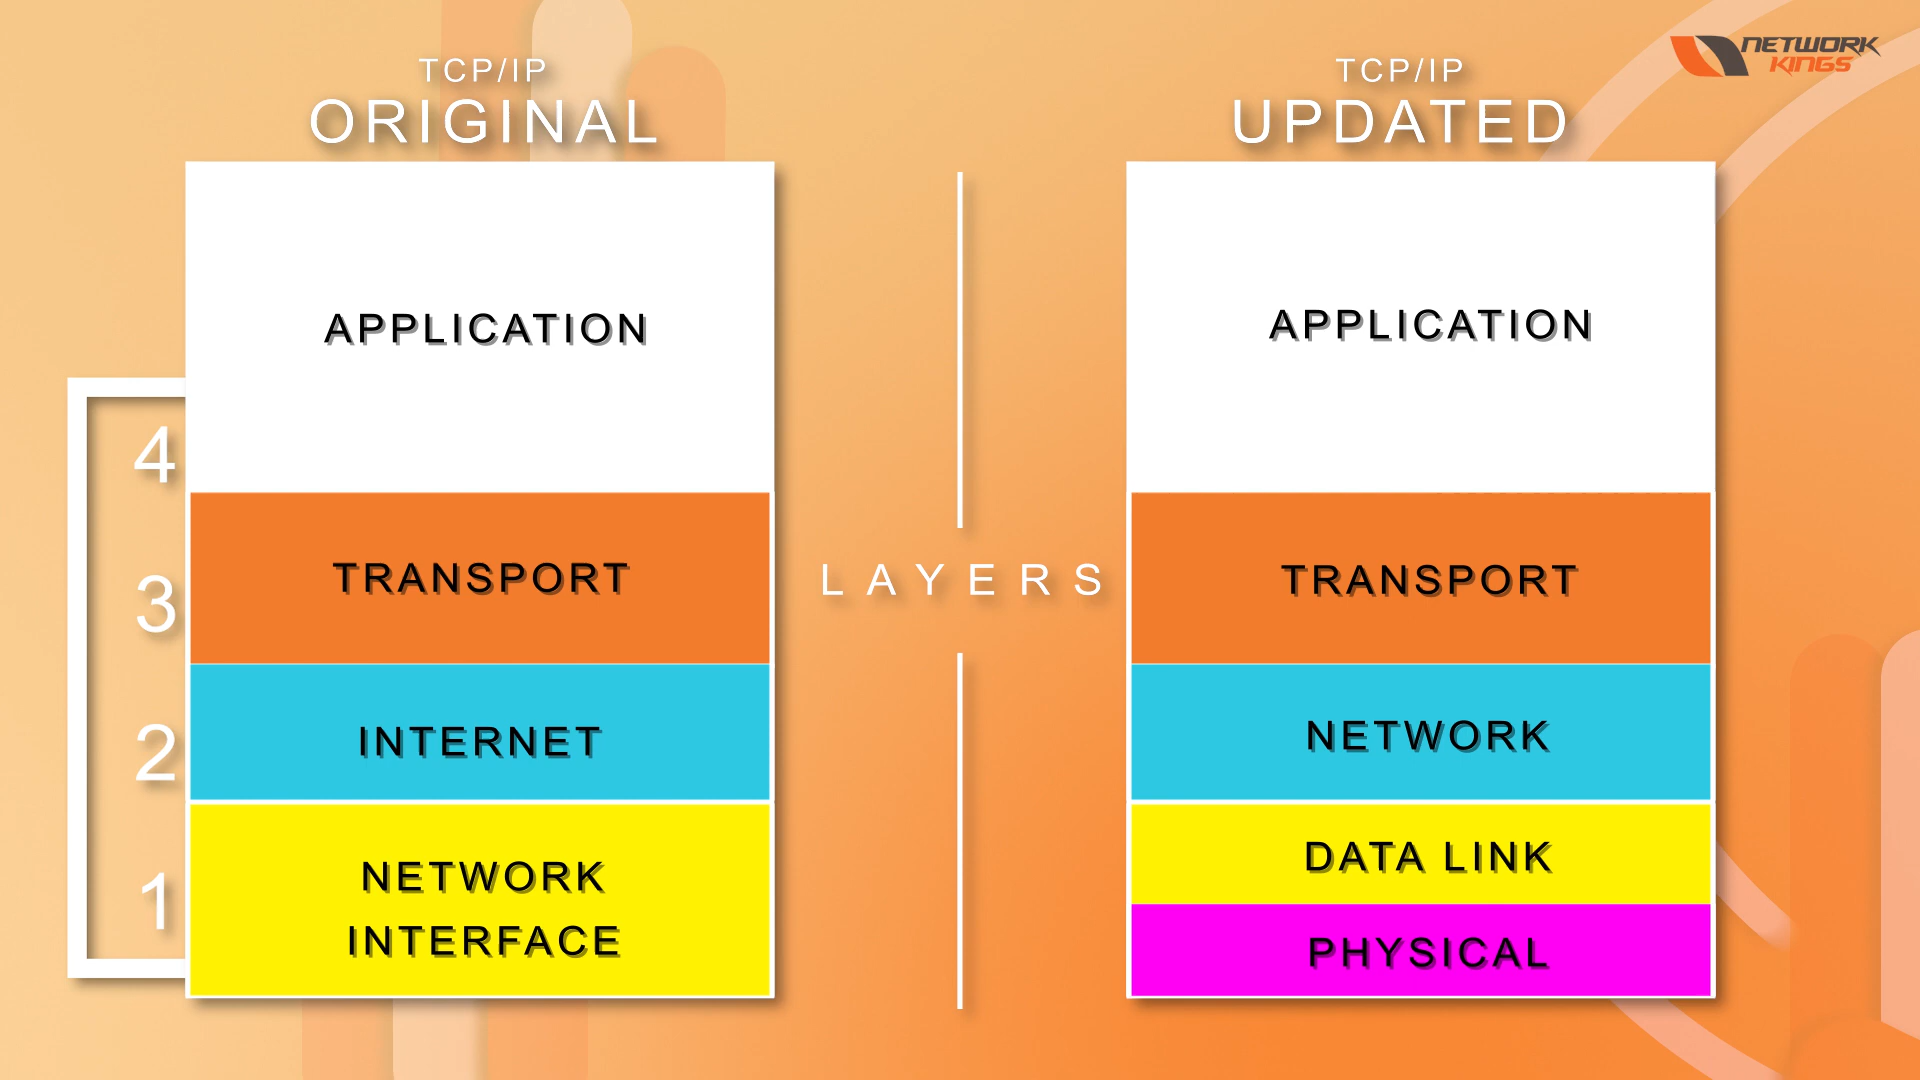 TCP/IP
ORIGINAL
APPLICATION
TRANSPORT
INTERNET
NETWORK
INTERFACE
4
3
2
1
LAYERS
TCP/IP
UPDATED
APPLICATION
TRANSPORT
NETWORK
DATA LINK
PHYSICAL
NETWORK
KINGS